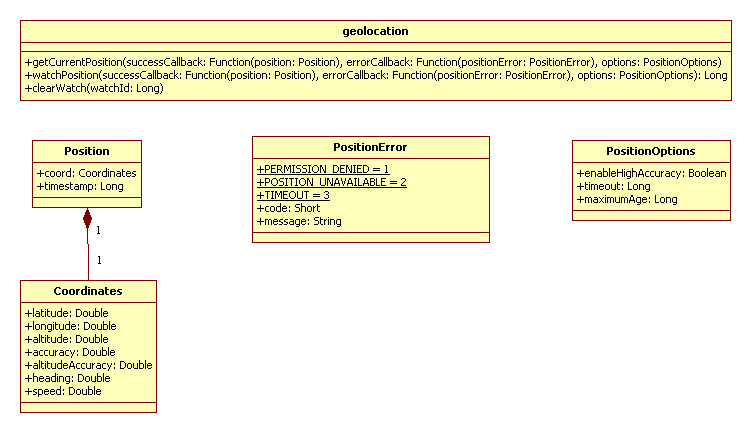 geolocation
+getCurrentPosition(successCallback: Function(position: Position), errorCallback: Function(positionError: PositionError), options: PositionOptions)
+watchPosition(successCallback: Function(position: Position), errorCallback: Function(positionError: PositionError), options: PositionOptions): Long
+clearWatch(watchId: Long)
Position
+coord: Coordinates
+timestamp: Long
PositionError
+PERMISSION_DENIED = 1
+POSITION_UNAVAILABLE = 2
+TIMEOUT = 3
+code: Short
+message: String
PositionOptions
+enableHighAccuracy: Boolean
+timeout: Long
+maximumAge: Long
1
1
Coordinates
+latitude: Double
+longitude: Double
+altitude: Double
+accuracy: Double
+altitudeAccuracy: Double
+heading: Double
+speed: Double